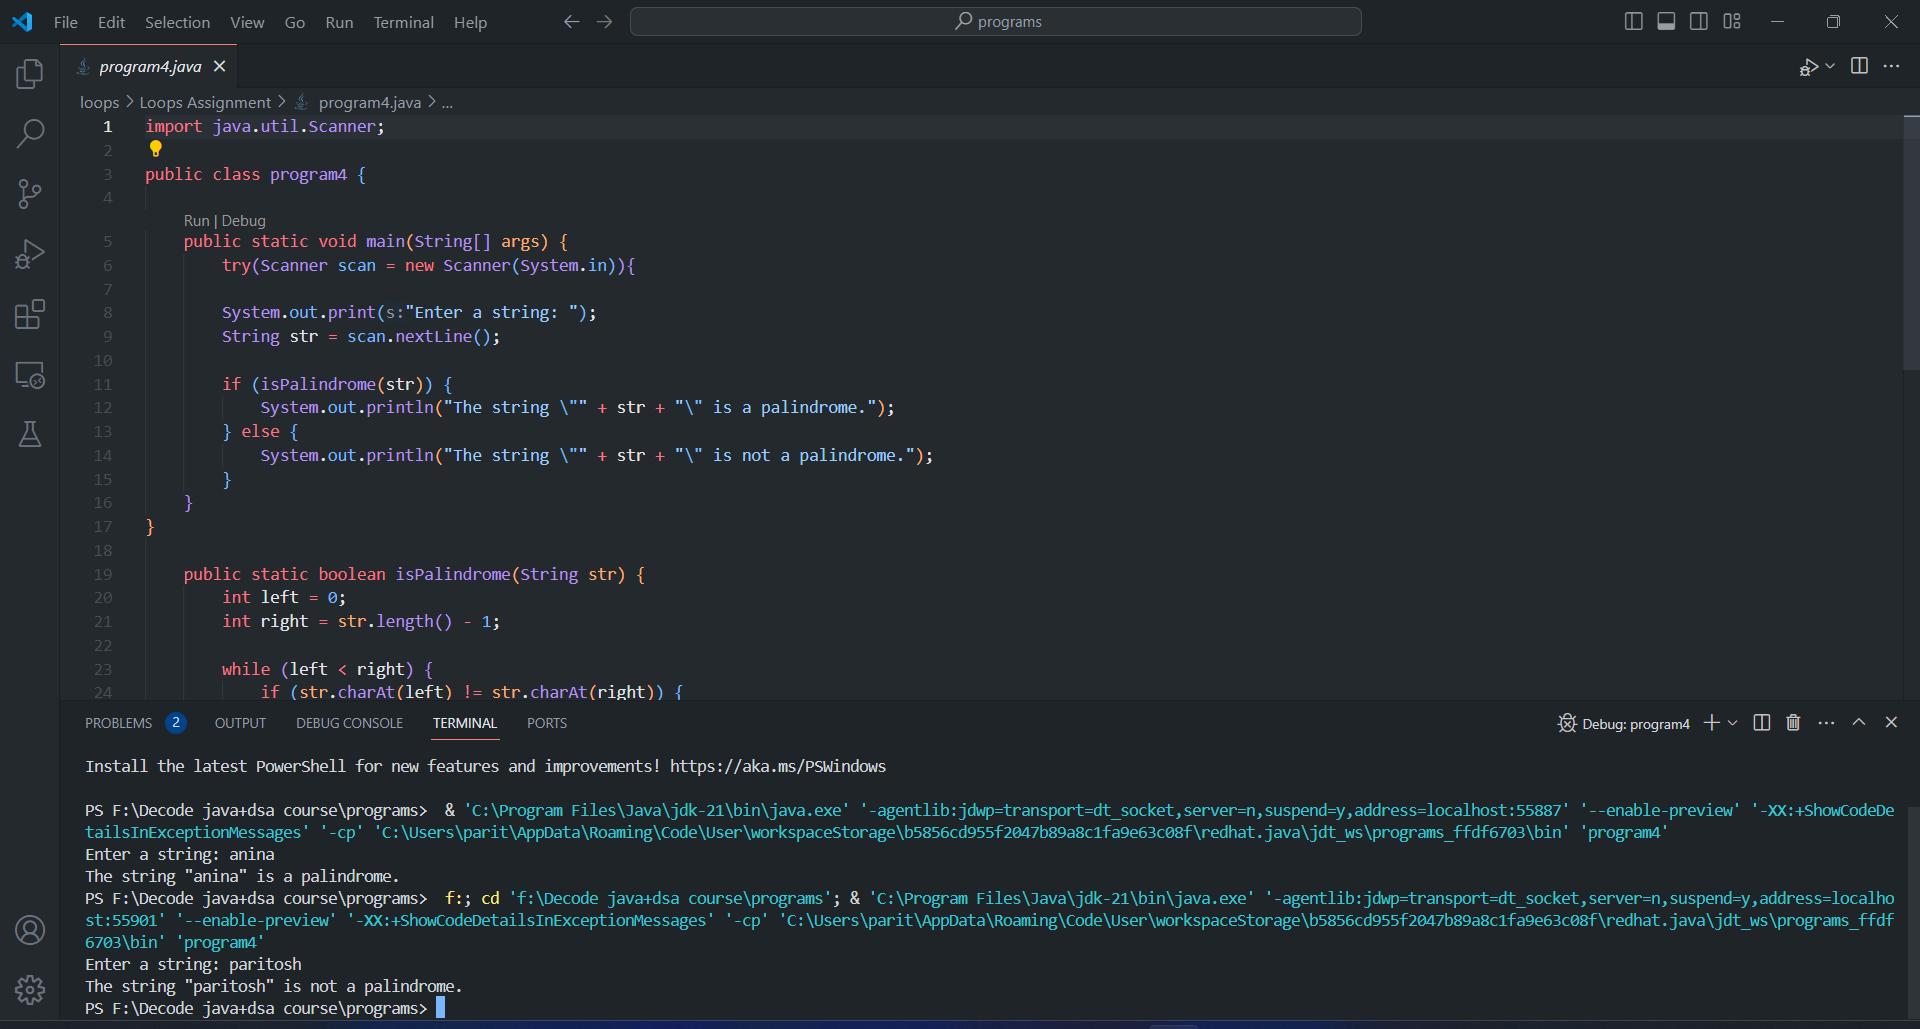 File Edit Selection View Go Run Terminal Help programs
program4.java
loops > Loops Assignment > program4.java > ...
1 import java.util.Scanner;
2
3 public class program4 {
4
Run | Debug
5 public static void main(String[] args) {
6 try(Scanner scan = new Scanner(System.in)){
7
8 System.out.print(s:"Enter a string: ");
9 String str = scan.nextLine();
10
11 if (isPalindrome(str)) {
12 System.out.println("The string \"" + str + "\" is a palindrome.");
13 } else {
14 System.out.println("The string \"" + str + "\" is not a palindrome.");
15 }
16 }
17 }
18
19 public static boolean isPalindrome(String str) {
20 int left = 0;
21 int right = str.length() - 1;
22
23 while (left < right) {
24 if (str.charAt(left) != str.charAt(right)) {
PROBLEMS 2 OUTPUT DEBUG CONSOLE TERMINAL PORTS Debug: program4
Install the latest PowerShell for new features and improvements! https://aka.ms/PSWindows
PS F:\Decode java+dsa course\programs>  & 'C:\Program Files\Java\jdk-21\bin\java.exe' '-agentlib:jdwp=transport=dt_socket,server=n,suspend=y,address=localhost:55887' '--enable-preview' '-XX:+ShowCodeDe
tailsInExceptionMessages' '-cp' 'C:\Users\parit\AppData\Roaming\Code\User\workspaceStorage\b5856cd955f2047b89a8c1fa9e63c08f\redhat.java\jdt_ws\programs_ffdf6703\bin' 'program4'
Enter a string: anina
The string "anina" is a palindrome.
PS F:\Decode java+dsa course\programs>  f:; cd 'f:\Decode java+dsa course\programs'; & 'C:\Program Files\Java\jdk-21\bin\java.exe' '-agentlib:jdwp=transport=dt_socket,server=n,suspend=y,address=localho
st:55901' '--enable-preview' '-XX:+ShowCodeDetailsInExceptionMessages' '-cp' 'C:\Users\parit\AppData\Roaming\Code\User\workspaceStorage\b5856cd955f2047b89a8c1fa9e63c08f\redhat.java\jdt_ws\programs_ffdf
6703\bin' 'program4'
Enter a string: paritosh
The string "paritosh" is not a palindrome.
PS F:\Decode java+dsa course\programs>